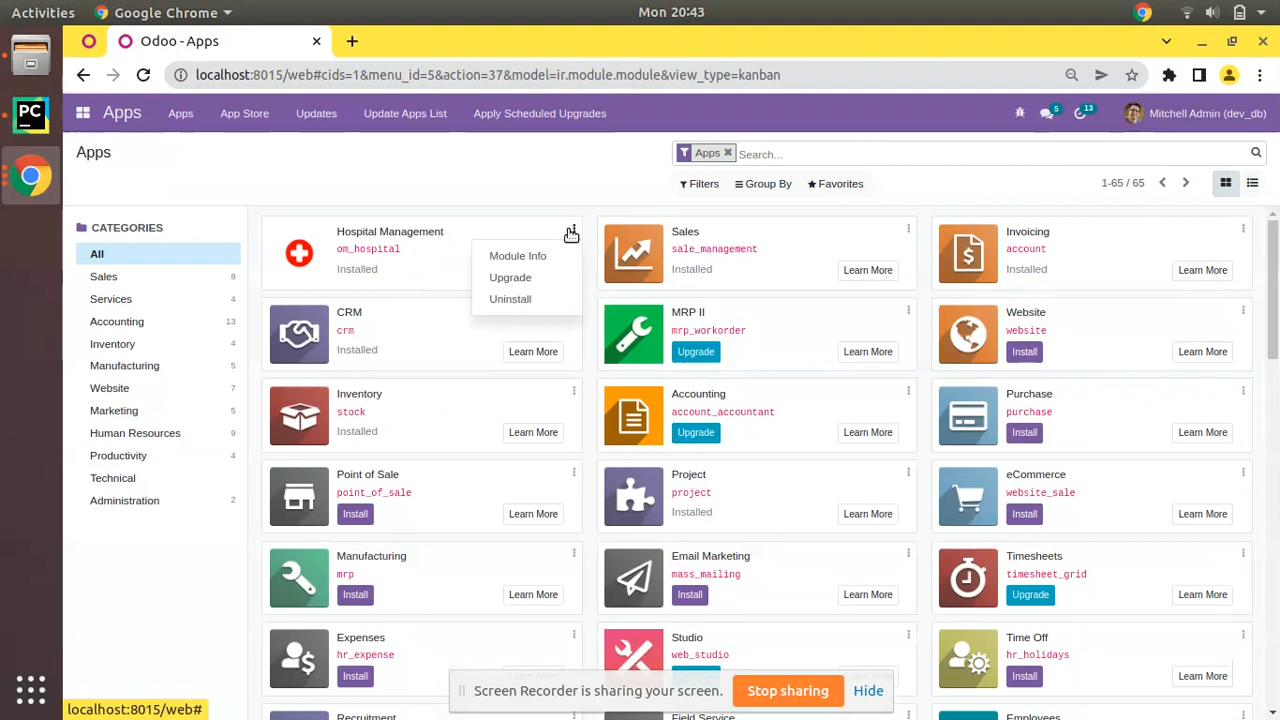 Activities Google Chrome Mon 20:43
Odoo - Apps
localhost:8015/web#cids=1&menu_id=5&action=37&model=ir.module.module&view_type=kanban
Apps Apps App Store Updates Update Apps List Apply Scheduled Upgrades 5 13 Mitchell Admin (dev_db)
Apps
Apps Search...
Filters Group By Favorites 1-65 / 65
CATEGORIES
All
Sales 8
Services 4
Accounting 13
Inventory 4
Manufacturing 5
Website 7
Marketing 5
Human Resources 9
Productivity 4
Technical
Administration 2
Hospital Management
om_hospital
Installed
Module Info
Upgrade
Uninstall
Sales
sale_management
Installed Learn More
Invoicing
account
Installed Learn More
CRM
crm
Installed Learn More
MRP II
mrp_workorder
Upgrade Learn More
Website
website
Install Learn More
Inventory
stock
Installed Learn More
Accounting
account_accountant
Upgrade Learn More
Purchase
purchase
Install Learn More
Point of Sale
point_of_sale
Install Learn More
Project
project
Installed Learn More
eCommerce
website_sale
Install Learn More
Manufacturing
mrp
Install Learn More
Email Marketing
mass_mailing
Install Learn More
Timesheets
timesheet_grid
Upgrade Learn More
Expenses
hr_expense
Install
Studio
web_studio
Time Off
hr_holidays
Install Learn More
Recruitment
Field Service
Employees
Screen Recorder is sharing your screen. Stop sharing Hide
localhost:8015/web#
PC